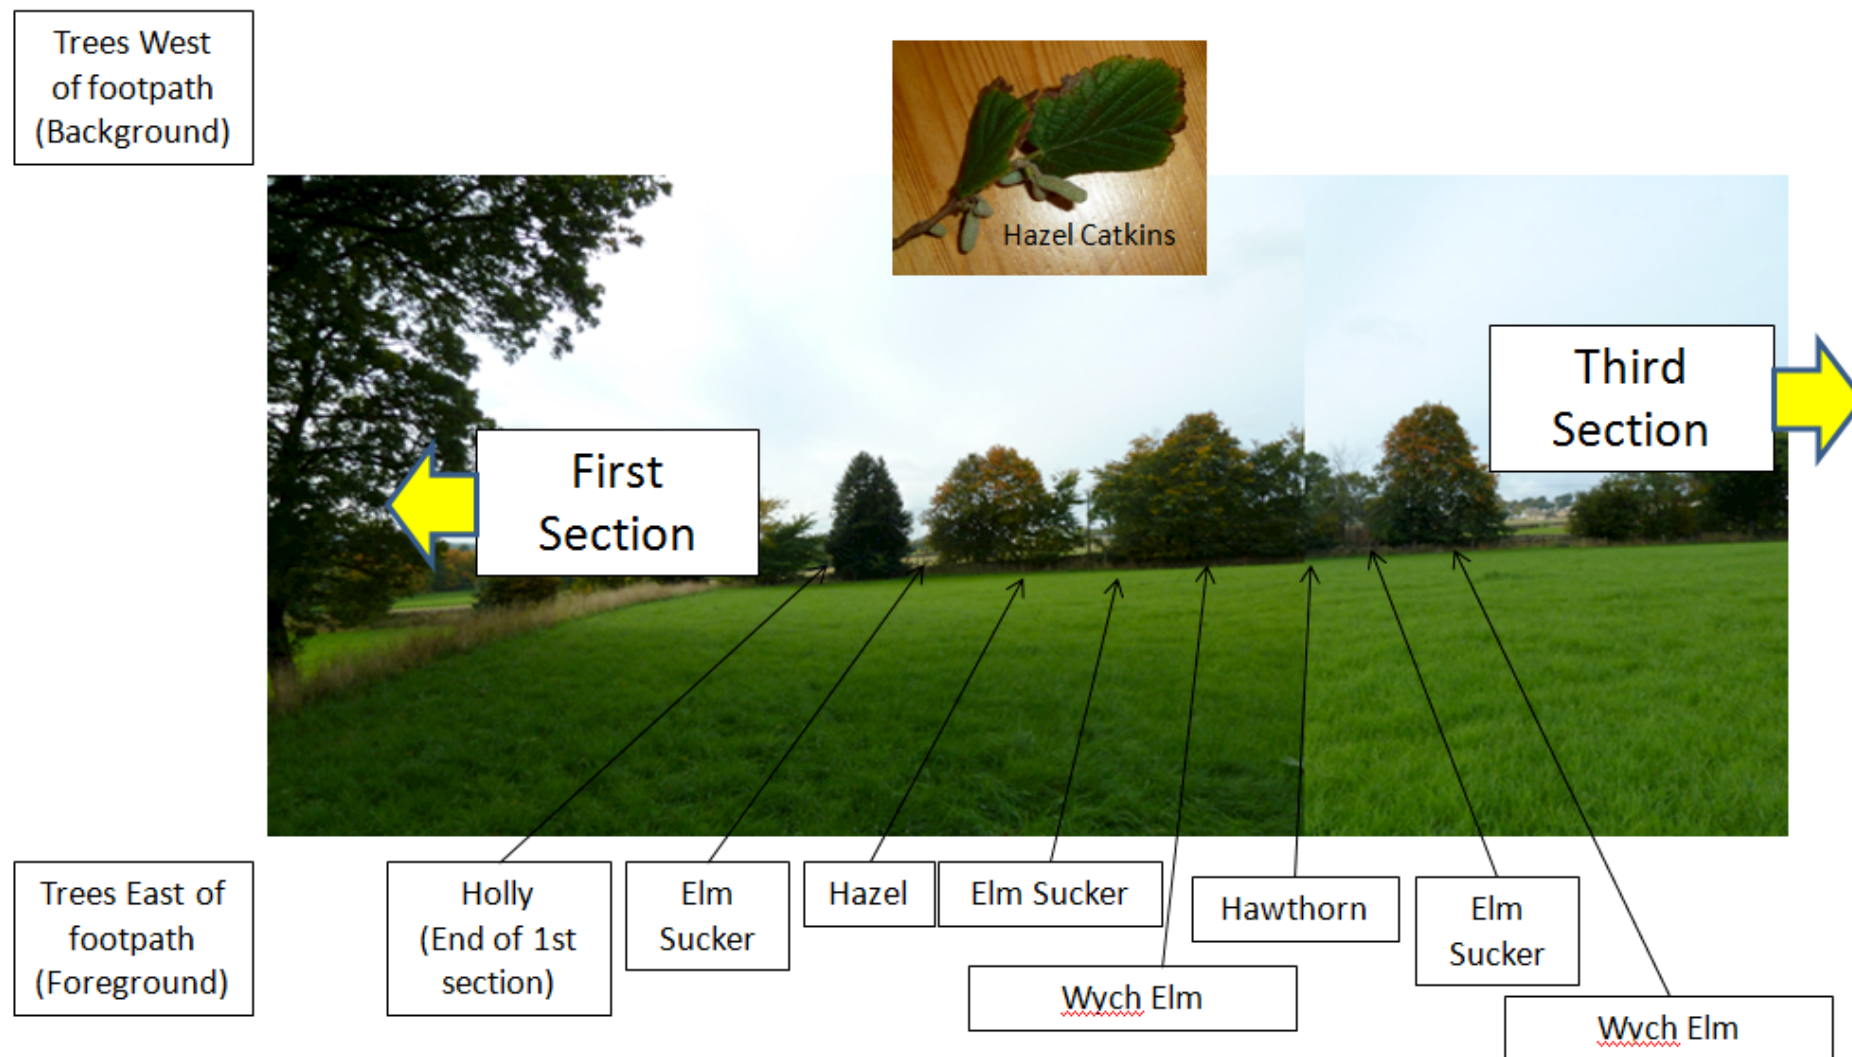 Trees West
of footpath
(Background)
Hazel Catkins
Third
Section
First
Section
Trees East of
footpath
(Foreground)
Holly
(End of 1st
section)
Elm
Sucker
Hazel
Elm Sucker
Wych Elm
Hawthorn
Elm
Sucker
Wych Elm